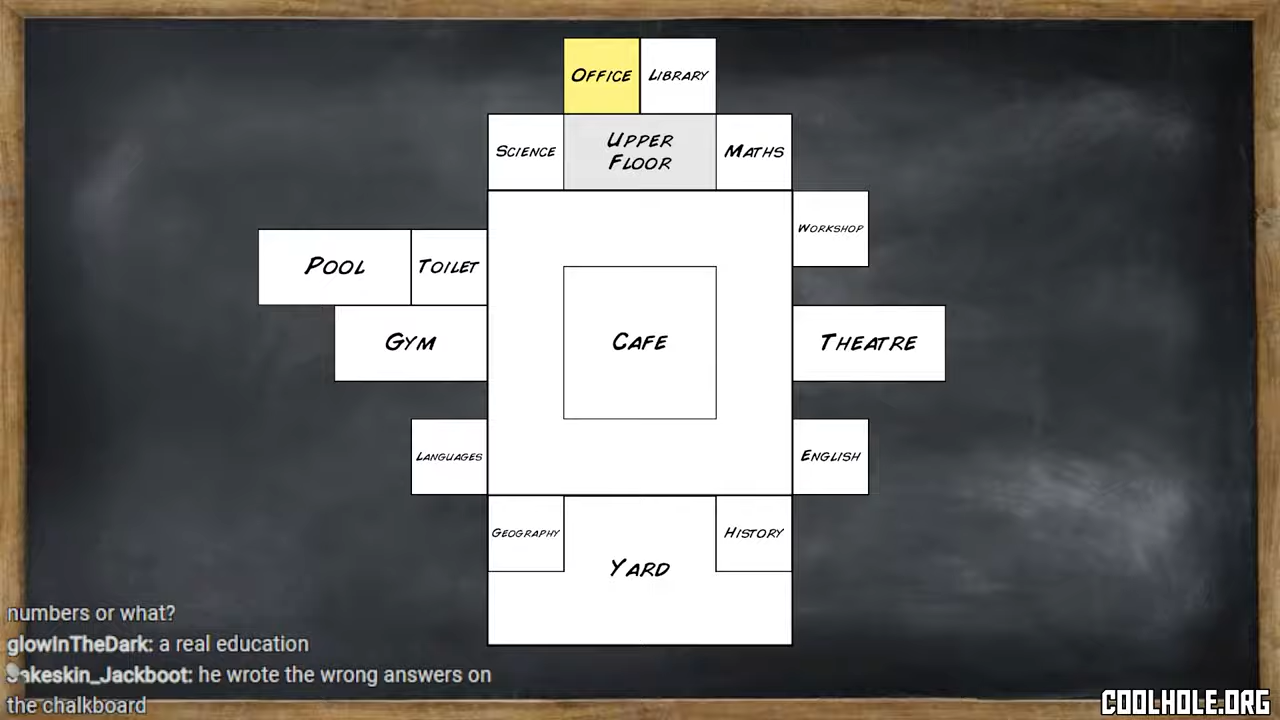 OFFICE LIBRARY
SCIENCE UPPER FLOOR MATHS
WORKSHOP
POOL TOILET
GYM CAFE THEATRE
LANGUAGES ENGLISH
GEOGRAPHY HISTORY
YARD
numbers or what?
glowInTheDark: a real education
akeskin_Jackboot: he wrote the wrong answers on
the chalkboard
COOLHOLE.ORG